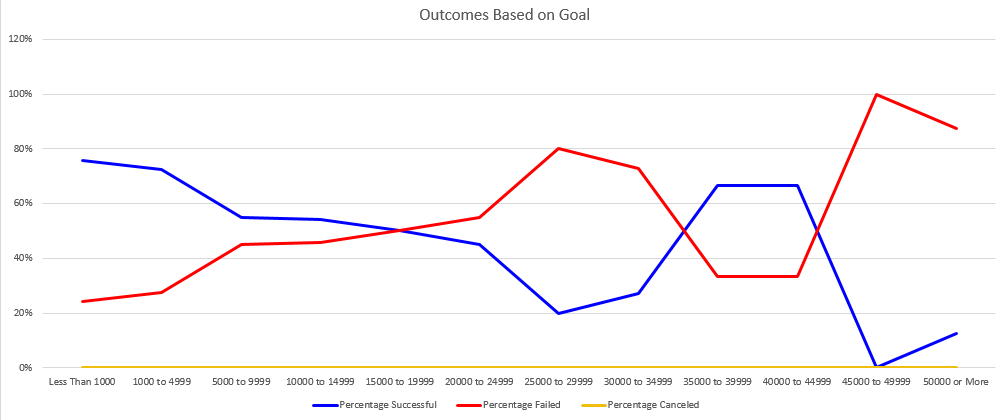 Outcomes Based on Goal
120%
100%
80%
60%
40%
20%
0%
Less Than 1000 1000 to 4999 5000 to 9999 10000 to 14999 15000 to 19999 20000 to 24999 25000 to 29999 30000 to 34999 35000 to 39999 40000 to 44999 45000 to 49999 50000 or More
Percentage Successful Percentage Failed Percentage Canceled